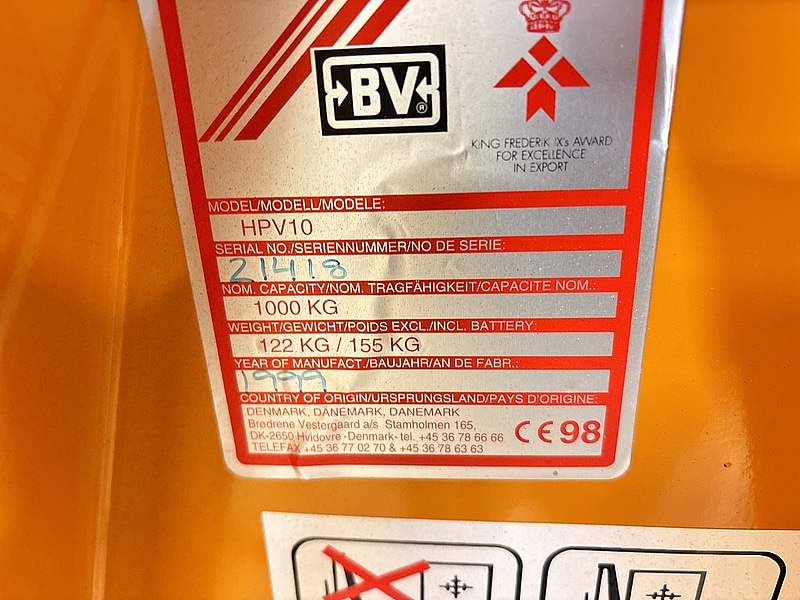 BV®
KING FREDERIK IX's AWARD
FOR EXCELLENCE
IN EXPORT
MODEL/MODELL/MODELE:
HPV10
SERIAL NO./SERIENNUMMER/NO DE SERIE:
21418
NOM. CAPACITY/NOM. TRAGFÄHIGKEIT/CAPACITE NOM.:
1000 KG
WEIGHT/GEWICHT/POIDS EXCL./INCL. BATTERY:
122 KG / 155 KG
YEAR OF MANUFACT./BAUJAHR/AN DE FABR.:
1999
COUNTRY OF ORIGIN/URSPRUNGSLAND/PAYS D'ORIGINE:
DENMARK, DÄNEMARK, DANEMARK
Brødrene Vestergaard a/s Stamholmen 165,
DK-2650 Hvidovre -Denmark- tel. +45 36 78 66 66
TELEFAX +45 36 77 02 70 & +45 36 78 63 63
CE 98